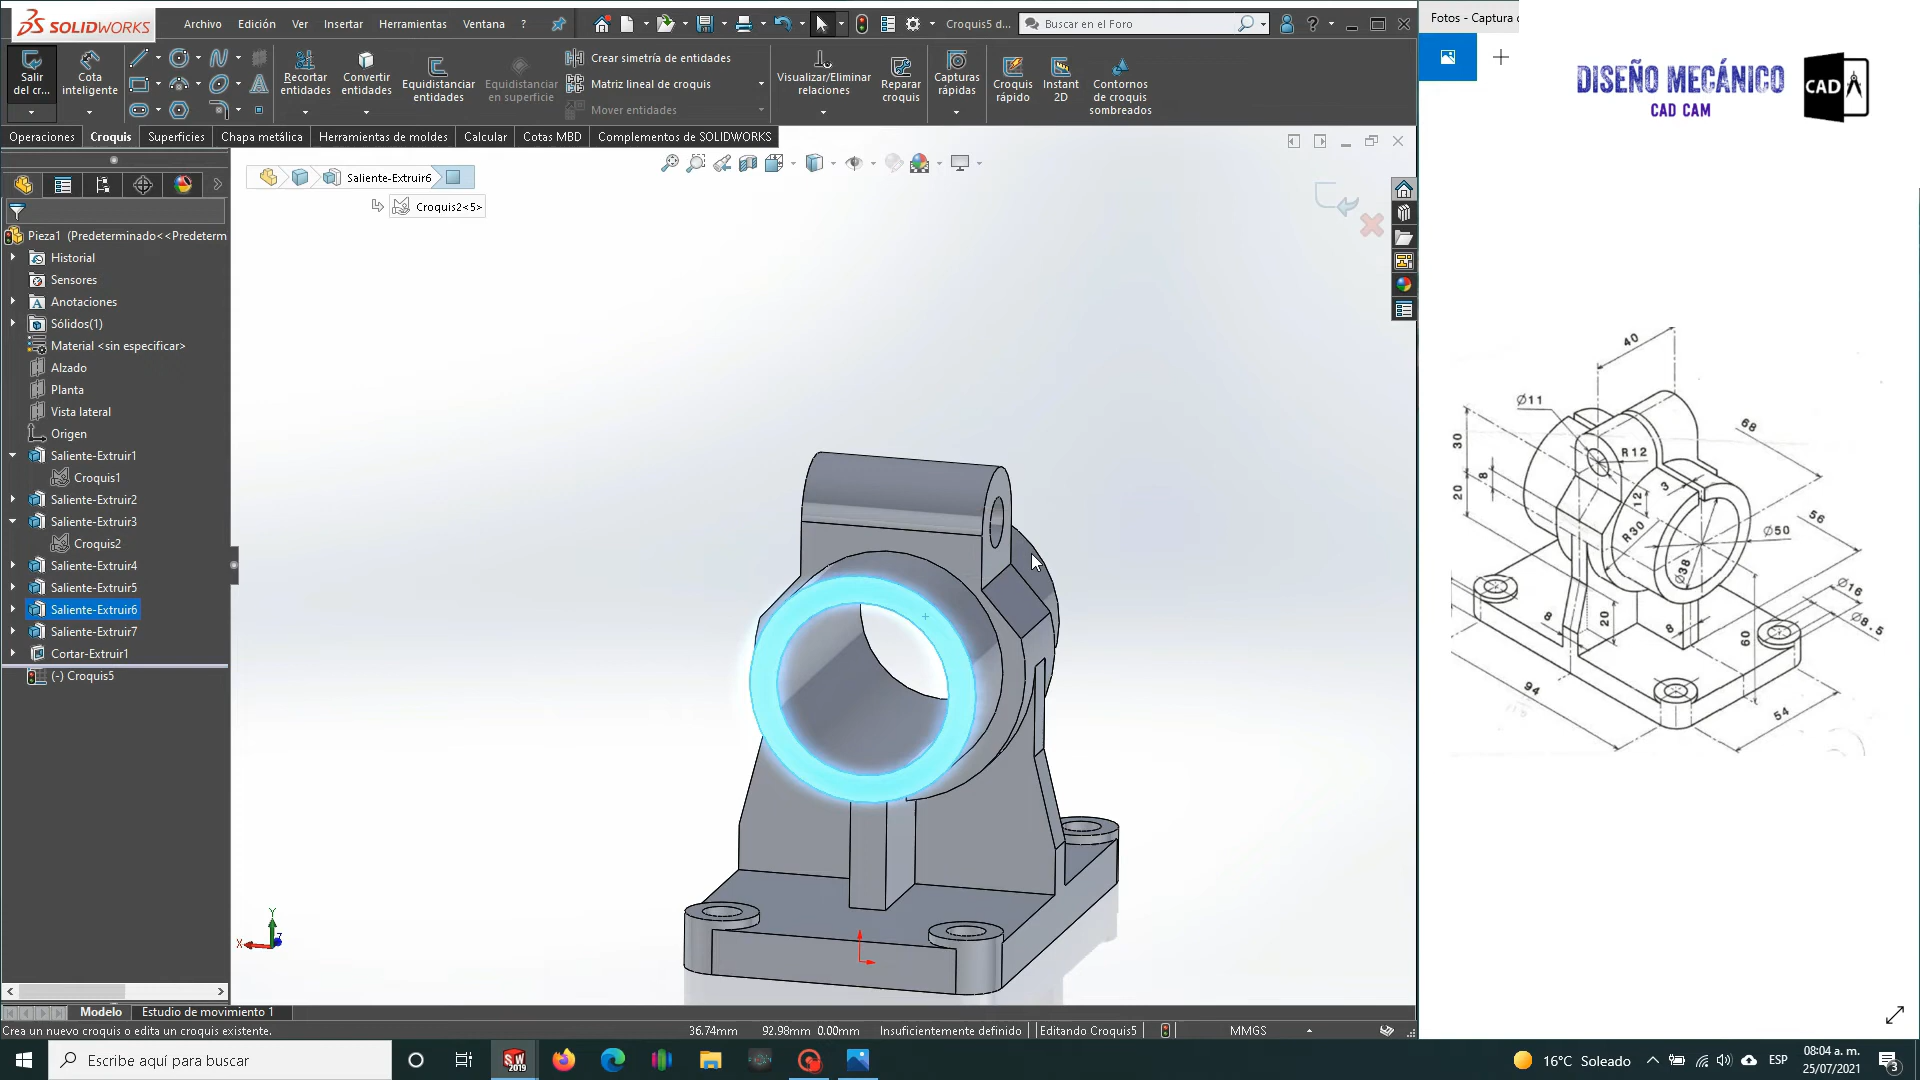 SOLIDWORKS
Archivo Edición Ver Insertar Herramientas Ventana ?
Croquis5 d...
Buscar en el Foro
Fotos - Captura
Salir del cr...
Cota inteligente
Recortar entidades
Convertir entidades
Equidistanciar entidades
Equidistanciar en superficie
Crear simetría de entidades
Matriz lineal de croquis
Mover entidades
Visualizar/Eliminar relaciones
Reparar croquis
Capturas rápidas
Croquis rápido
Instant 2D
Contornos de croquis sombreados
DISEÑO MECÁNICO
CAD CAM
CAD
Operaciones Croquis Superficies Chapa metálica Herramientas de moldes Calcular Cotas MBD Complementos de SOLIDWORKS
Saliente-Extruir6
Croquis2<5>
Pieza1 (Predeterminado<<Predeterm
Historial
Sensores
Anotaciones
Sólidos(1)
Material <sin especificar>
Alzado
Planta
Vista lateral
Origen
Saliente-Extruir1
Croquis1
Saliente-Extruir2
Saliente-Extruir3
Croquis2
Saliente-Extruir4
Saliente-Extruir5
Saliente-Extruir6
Saliente-Extruir7
Cortar-Extruir1
(-) Croquis5
40
Ø11
68
30
R12
8
3
12
20
R30
56
Ø50
Ø38
Ø16
20
8
8
60
Ø8.5
94
54
Y
X
Z
Modelo Estudio de movimiento 1
Crea un nuevo croquis o edita un croquis existente.
36.74mm 92.98mm 0.00mm Insuficientemente definido Editando Croquis5 MMGS
Escribe aquí para buscar
SW 2019
16°C Soleado
ESP
08:04 a. m.
25/07/2021
3